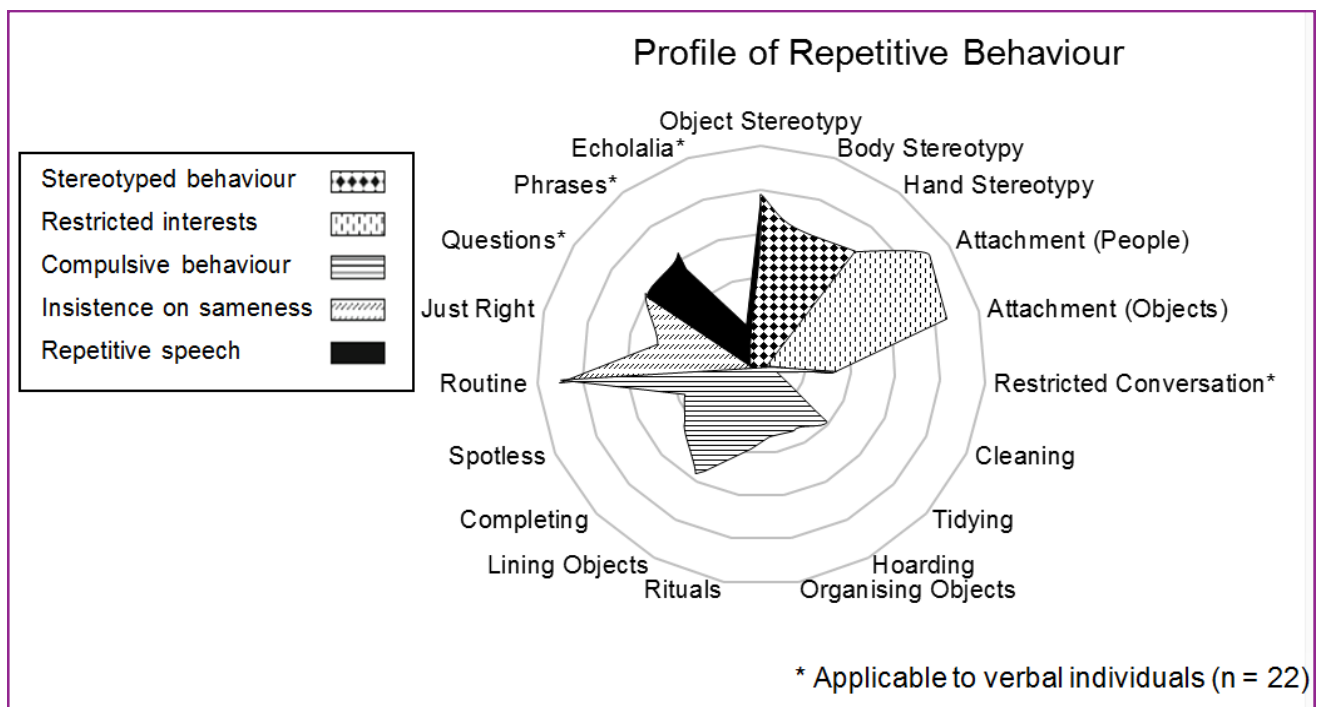 Profile of Repetitive Behaviour
Stereotyped behaviour
Restricted interests
Compulsive behaviour
Insistence on sameness
Repetitive speech
Object Stereotypy
Body Stereotypy
Hand Stereotypy
Attachment (People)
Attachment (Objects)
Restricted Conversation*
Cleaning
Tidying
Hoarding
Organising Objects
Rituals
Lining Objects
Completing
Spotless
Routine
Just Right
Questions*
Phrases*
Echolalia*
* Applicable to verbal individuals (n = 22)